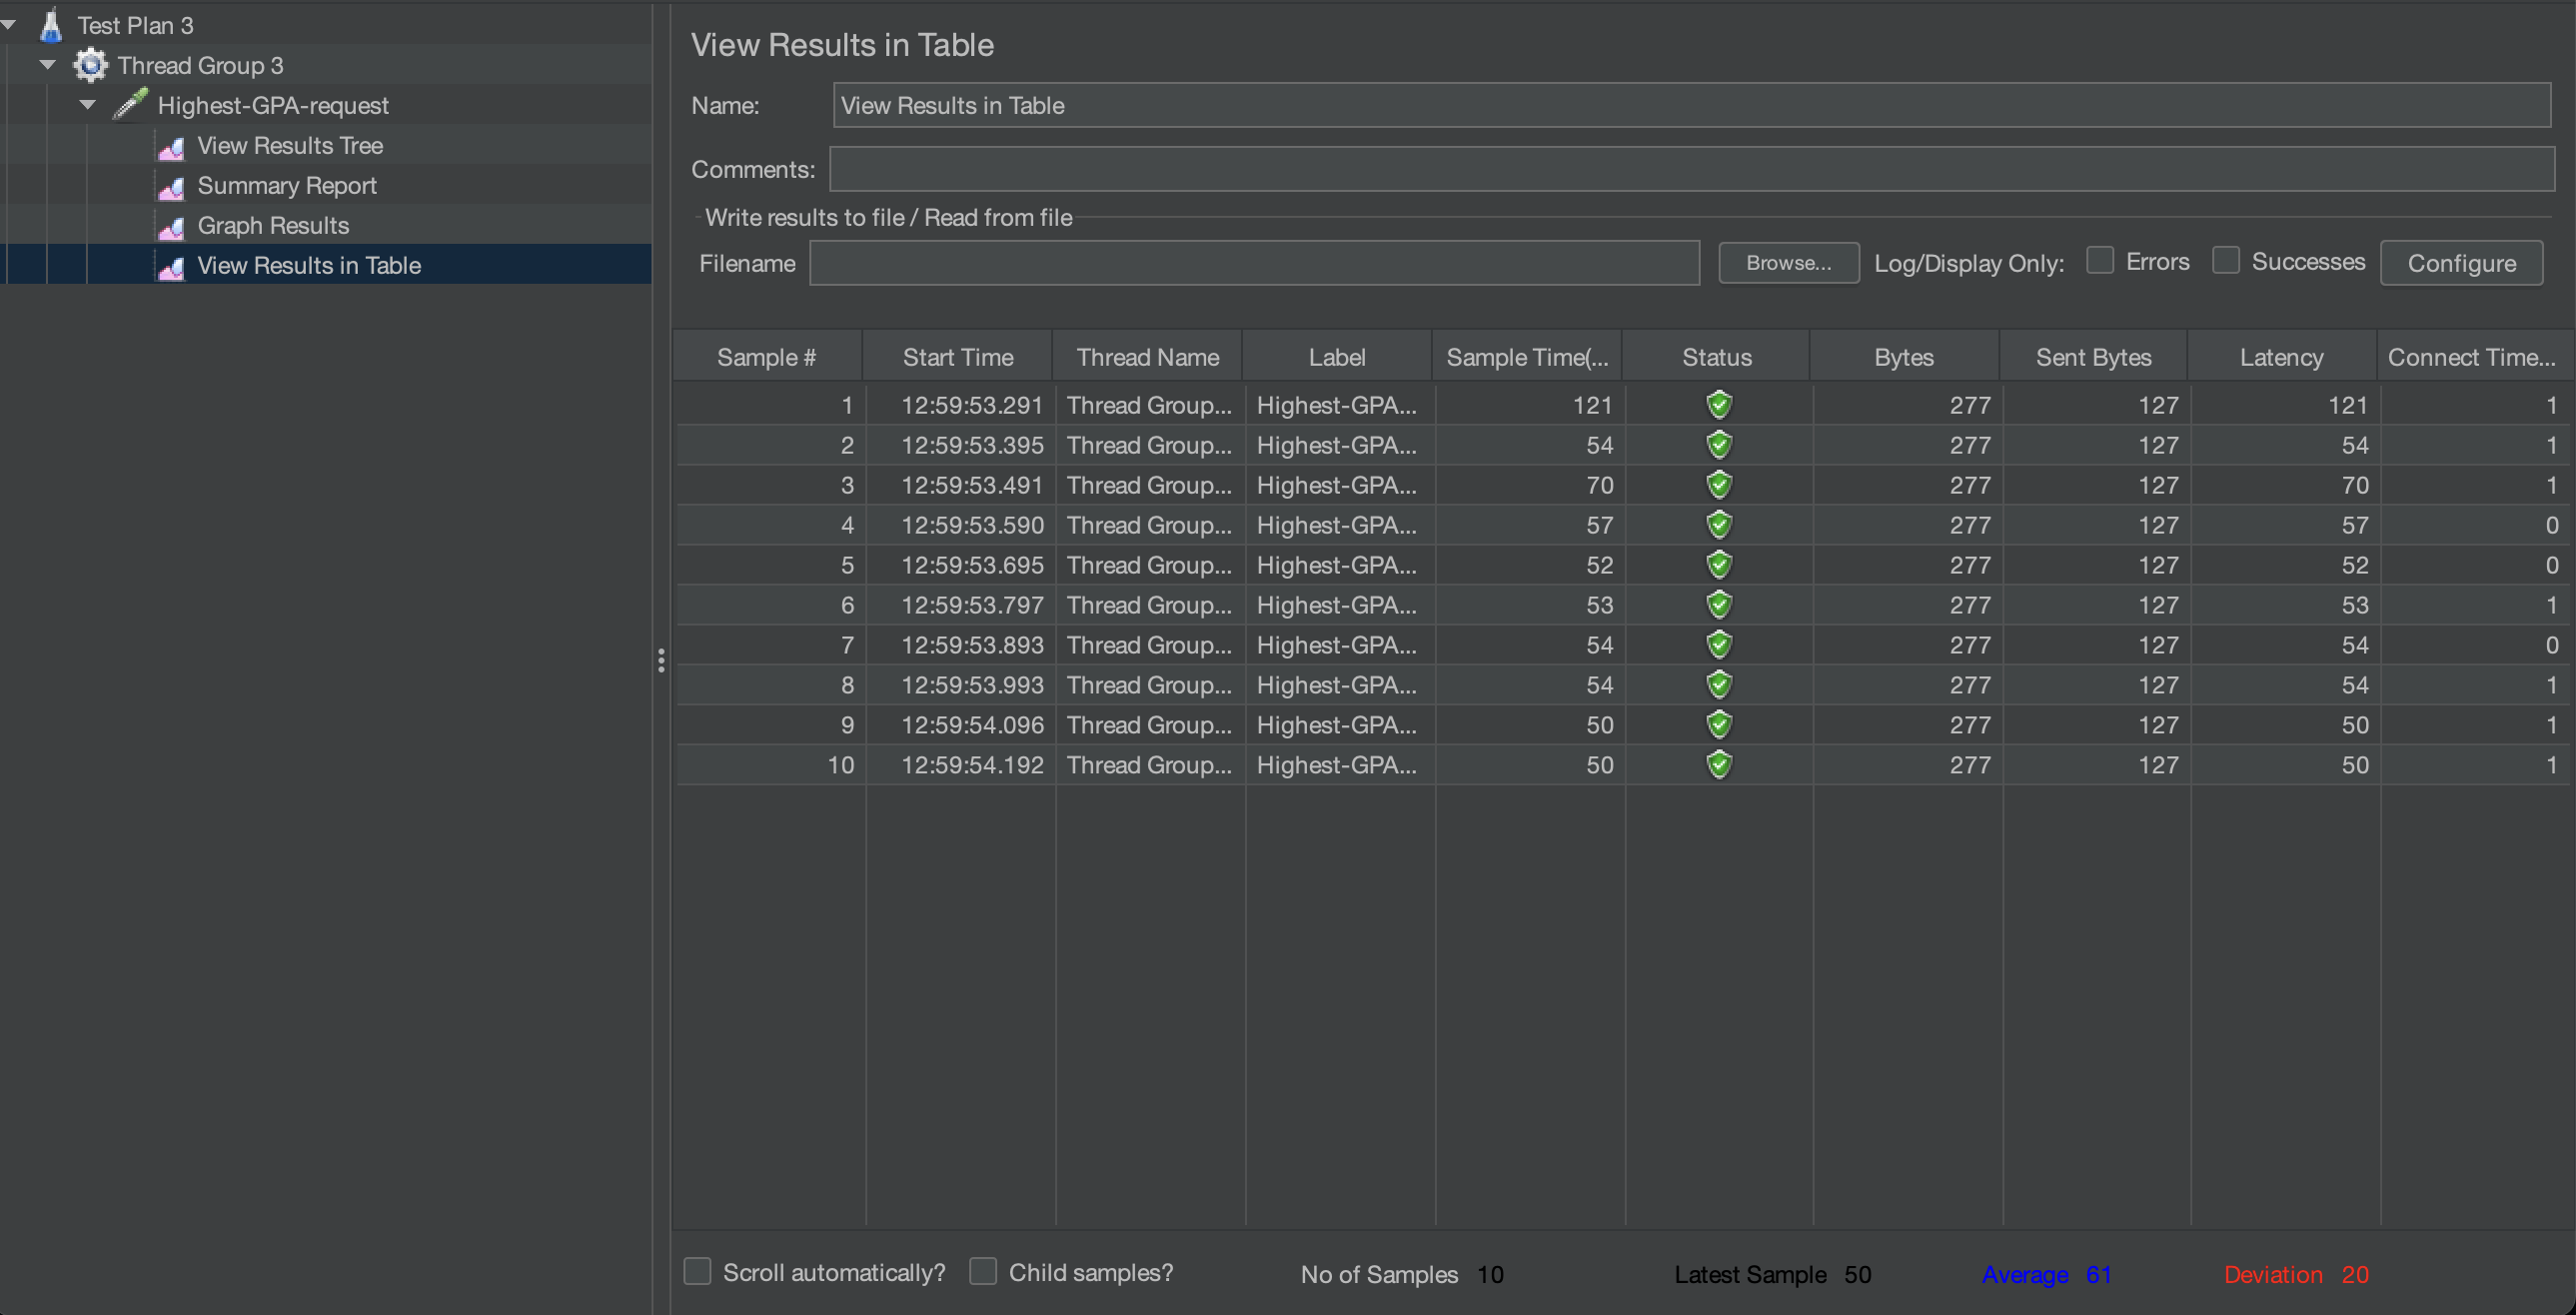 Test Plan 3
Thread Group 3
Highest-GPA-request
View Results Tree
Summary Report
Graph Results
View Results in Table
View Results in Table
Name: View Results in Table
Comments:
Write results to file / Read from file
Filename Browse... Log/Display Only: Errors Successes Configure
Sample # Start Time Thread Name Label Sample Time(... Status Bytes Sent Bytes Latency Connect Time...
1 12:59:53.291 Thread Group... Highest-GPA... 121 277 127 121 1
2 12:59:53.395 Thread Group... Highest-GPA... 54 277 127 54 1
3 12:59:53.491 Thread Group... Highest-GPA... 70 277 127 70 1
4 12:59:53.590 Thread Group... Highest-GPA... 57 277 127 57 0
5 12:59:53.695 Thread Group... Highest-GPA... 52 277 127 52 0
6 12:59:53.797 Thread Group... Highest-GPA... 53 277 127 53 1
7 12:59:53.893 Thread Group... Highest-GPA... 54 277 127 54 0
8 12:59:53.993 Thread Group... Highest-GPA... 54 277 127 54 1
9 12:59:54.096 Thread Group... Highest-GPA... 50 277 127 50 1
10 12:59:54.192 Thread Group... Highest-GPA... 50 277 127 50 1
Scroll automatically? Child samples? No of Samples 10 Latest Sample 50 Average 61 Deviation 20